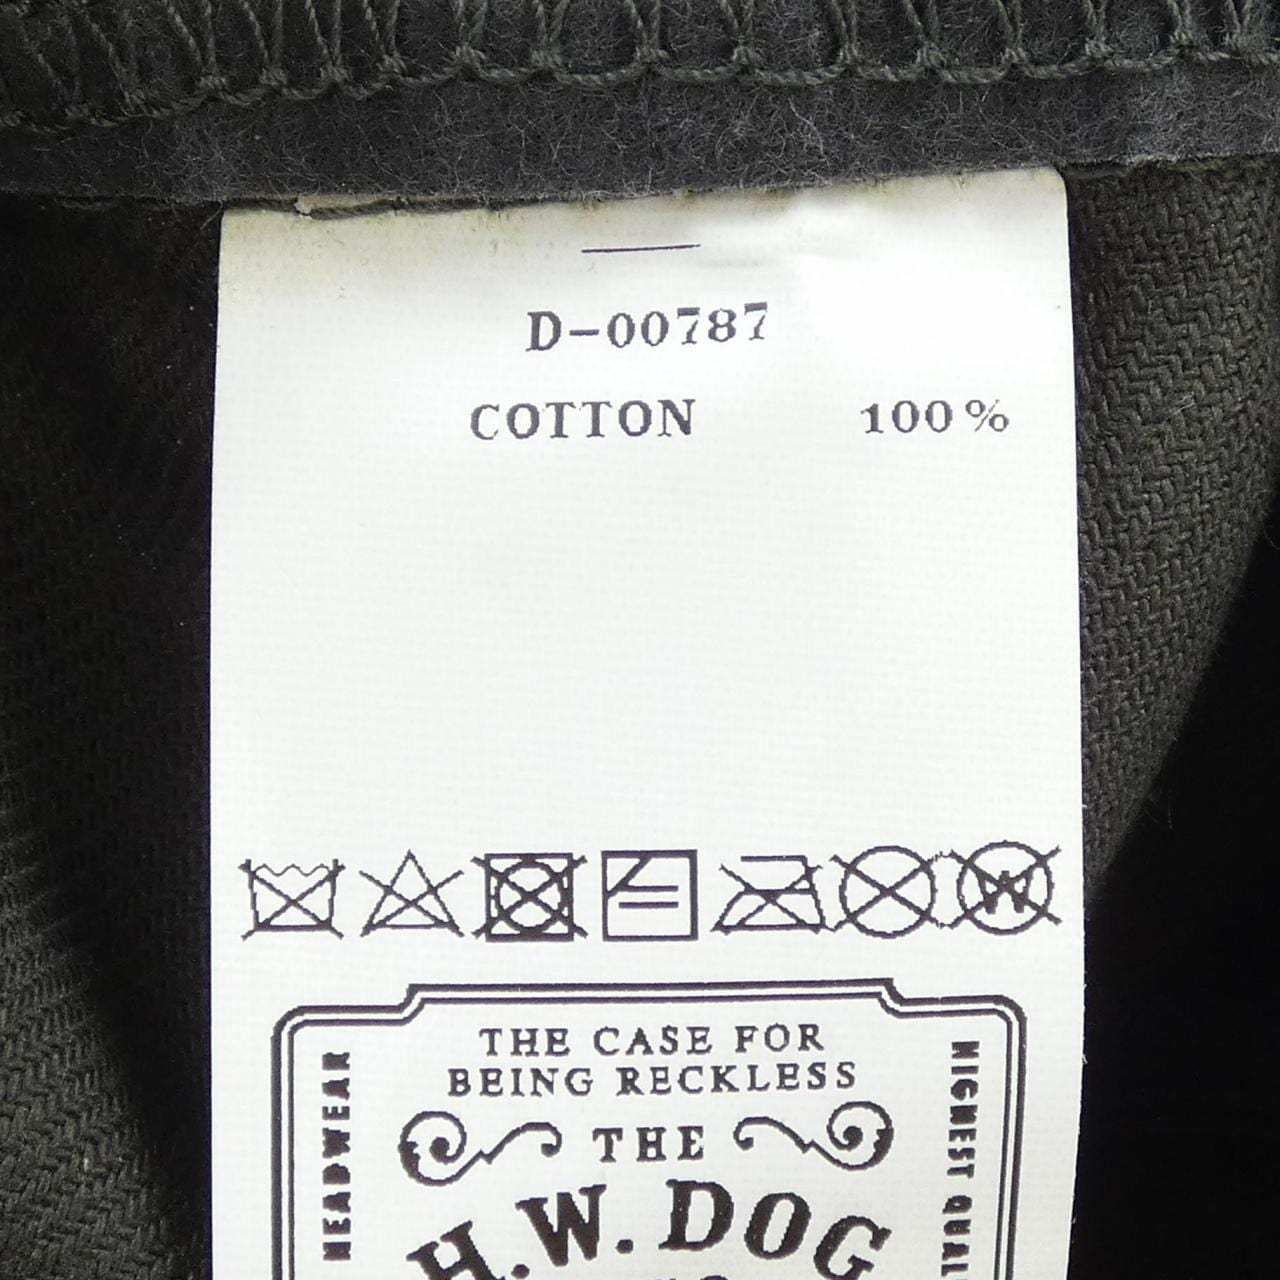 D-00787
COTTON 100%
W
THE CASE FOR
BEING RECKLESS
HEADWEAR
THE
H.W. DOG